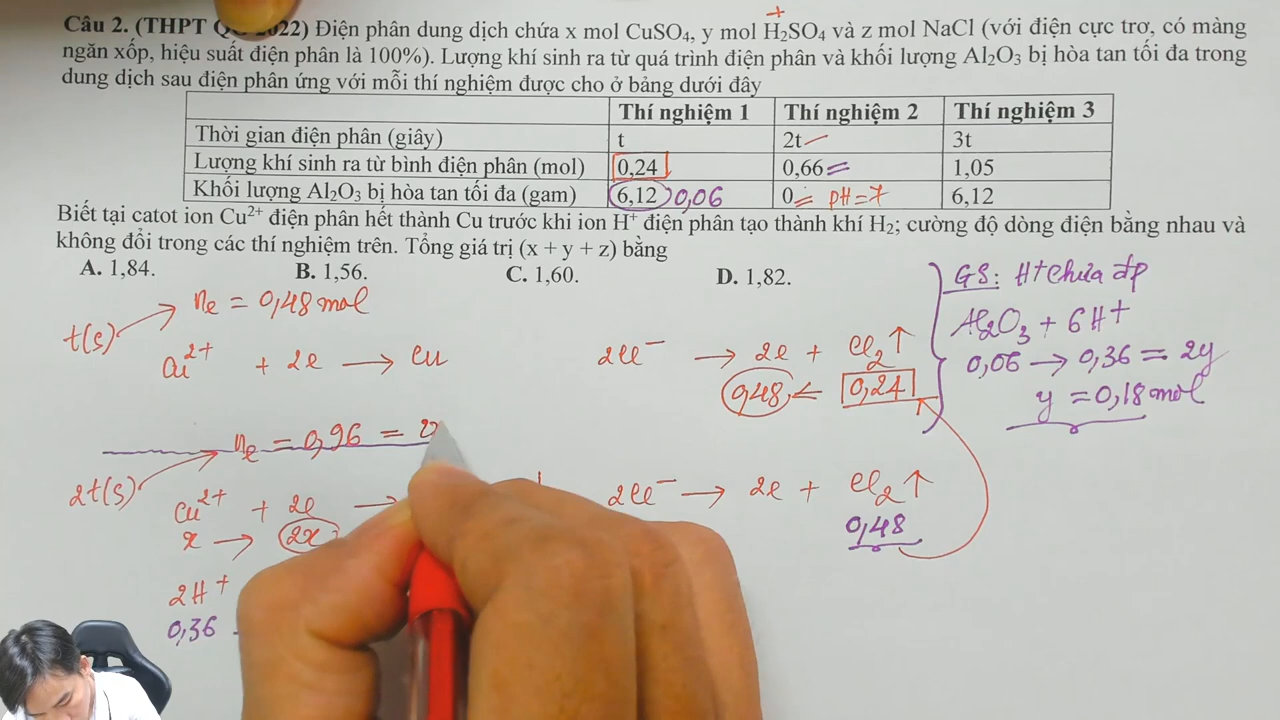 Câu 2. (THPT QG 2022) Điện phân dung dịch chứa x mol CuSO₄, y mol H₂SO₄ và z mol NaCl (với điện cực trơ, có màng
ngăn xốp, hiệu suất điện phân là 100%). Lượng khí sinh ra từ quá trình điện phân và khối lượng Al₂O₃ bị hòa tan tối đa trong
dung dịch sau điện phân ứng với mỗi thí nghiệm được cho ở bảng dưới đây
Thí nghiệm 1 Thí nghiệm 2 Thí nghiệm 3
Thời gian điện phân (giây) t 2t 3t
Lượng khí sinh ra từ bình điện phân (mol) 0,24 0,66 1,05
Khối lượng Al₂O₃ bị hòa tan tối đa (gam) 6,12 0,06 0 pH=7 6,12
Biết tại catot ion Cu²⁺ điện phân hết thành Cu trước khi ion H⁺ điện phân tạo thành khí H₂; cường độ dòng điện bằng nhau và
không đổi trong các thí nghiệm trên. Tổng giá trị (x + y + z) bằng
A. 1,84. B. 1,56. C. 1,60. D. 1,82.
GS: H+ chưa đp
t(s) ne = 0,48 mol
Al2O3 + 6H+
Cu2+ + 2e → Cu 2Cl⁻ → 2e + Cl2↑
0,06 → 0,36 = 2y
0,48 ← 0,24
y = 0,18 mol
ne = 0,96 =
2t(s)
Cu2+ + 2e → 2Cl⁻ → 2e + Cl2↑
x → 2x 0,48
2H+
0,36